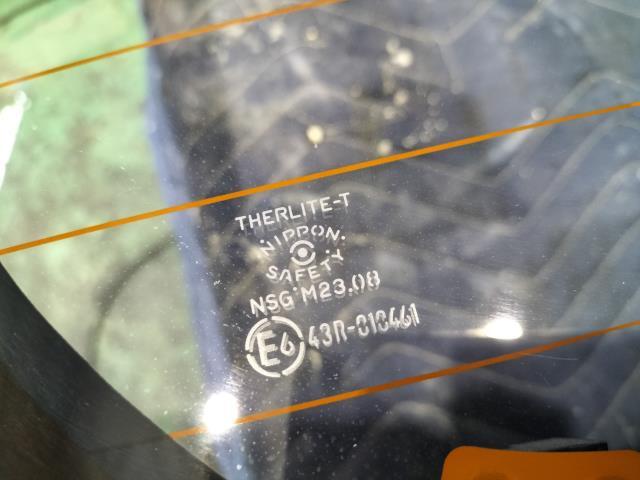 THERLITE-T
NIPPON
SAFETY
NSG M23.08
E6 43R-010461